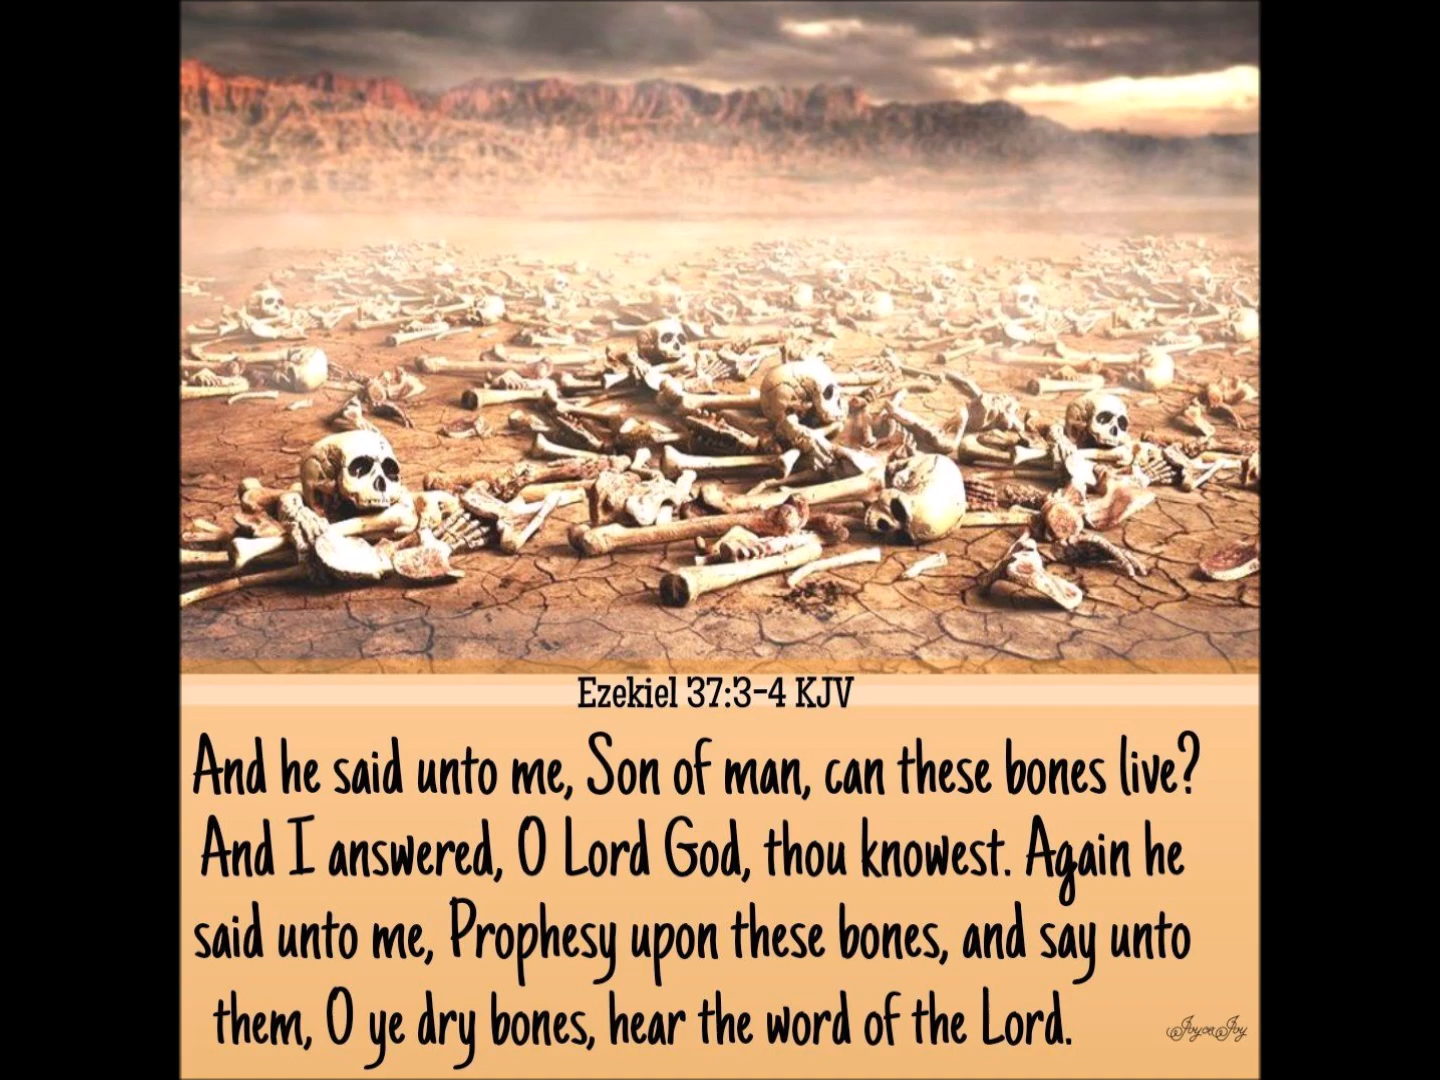 Ezekiel 37:3-4 KJV
And he said unto me, Son of man, can these bones live?
And I answered, O Lord God, thou knowest. Again he
said unto me, Prophesy upon these bones, and say unto
them, O ye dry bones, hear the word of the Lord.